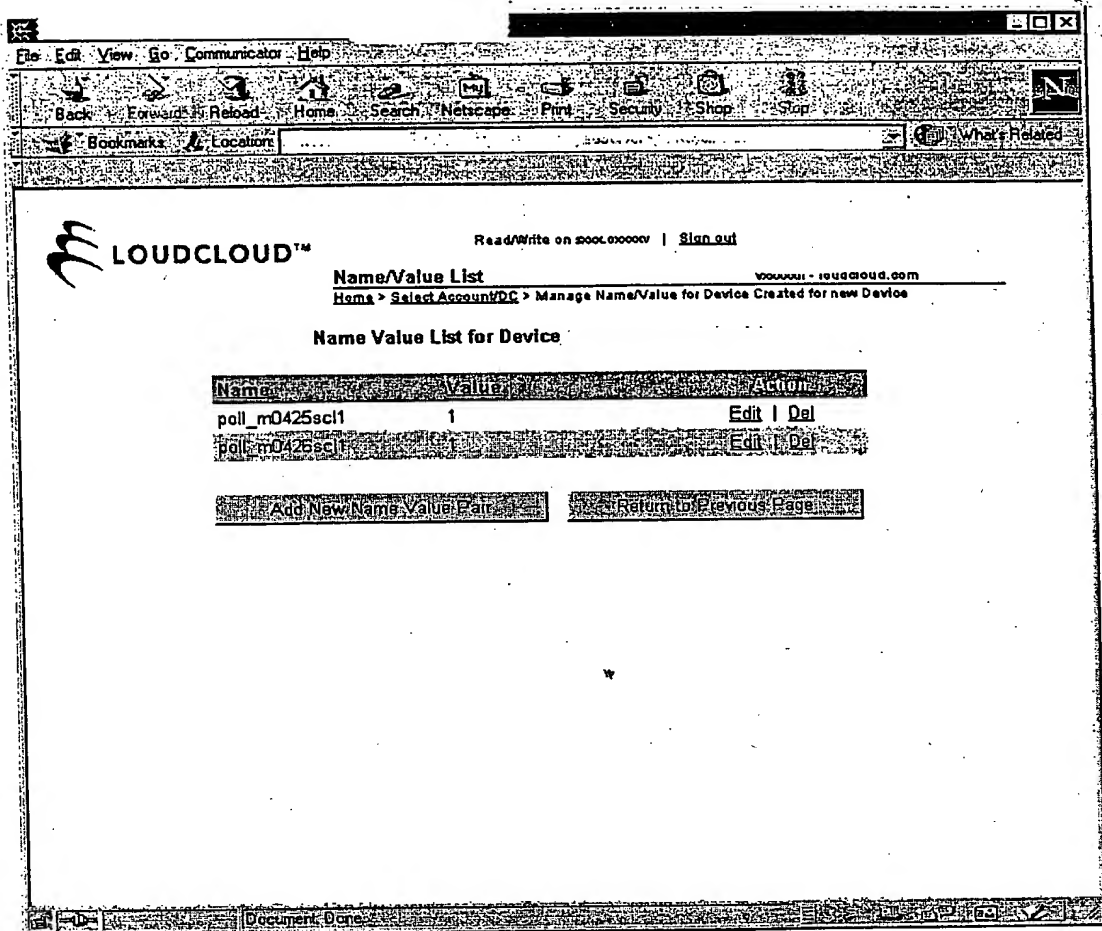 File Edit View Go Communicator Help
Back Forward Reload Home Search Netscape Print Security Shop Stop
Bookmarks Location: What's Related
LOUDCLOUD™
Read/Write on | Sign out
Name/Value List loudcloud.com
Home > Select Account/DC > Manage Name/Value for Device Created for new Device
Name Value List for Device
Name Value Action
poll_m0425scl1 1 Edit | Del
poll_m0426scl1 1 Edit | Del
Add New Name Value Pair Return to Previous Page
Document: Done